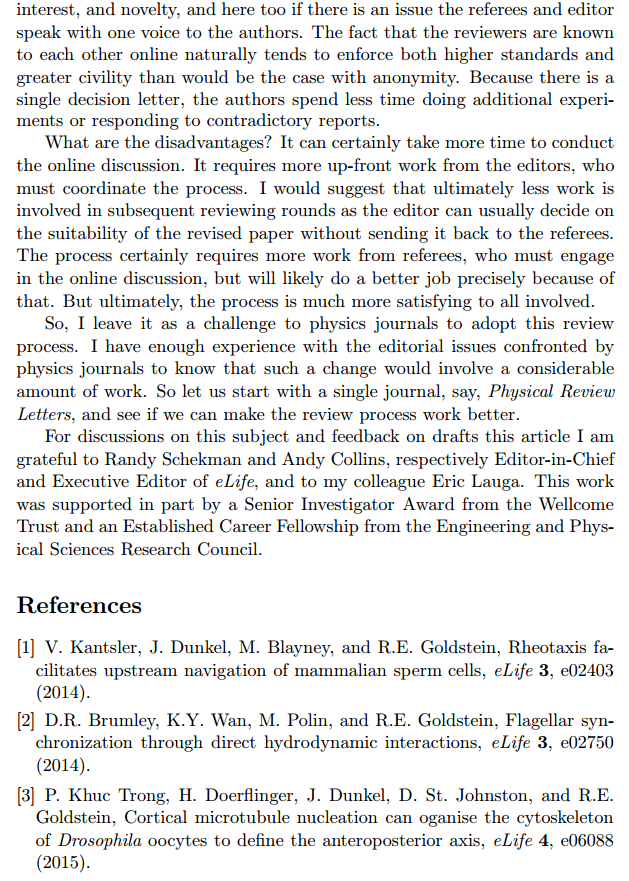 interest, and novelty, and here too if there is an issue the referees and editor
speak with one voice to the authors. The fact that the reviewers are known
to each other online naturally tends to enforce both higher standards and
greater civility than would be the case with anonymity. Because there is a
single decision letter, the authors spend less time doing additional experi-
ments or responding to contradictory reports.
What are the disadvantages? It can certainly take more time to conduct
the online discussion. It requires more up-front work from the editors, who
must coordinate the process. I would suggest that ultimately less work is
involved in subsequent reviewing rounds as the editor can usually decide on
the suitability of the revised paper without sending it back to the referees.
The process certainly requires more work from referees, who must engage
in the online discussion, but will likely do a better job precisely because of
that. But ultimately, the process is much more satisfying to all involved.
So, I leave it as a challenge to physics journals to adopt this review
process. I have enough experience with the editorial issues confronted by
physics journals to know that such a change would involve a considerable
amount of work. So let us start with a single journal, say, Physical Review
Letters, and see if we can make the review process work better.
For discussions on this subject and feedback on drafts this article I am
grateful to Randy Schekman and Andy Collins, respectively Editor-in-Chief
and Executive Editor of eLife, and to my colleague Eric Lauga. This work
was supported in part by a Senior Investigator Award from the Wellcome
Trust and an Established Career Fellowship from the Engineering and Phys-
ical Sciences Research Council.
References
[1] V. Kantsler, J. Dunkel, M. Blayney, and R.E. Goldstein, Rheotaxis fa-
cilitates upstream navigation of mammalian sperm cells, eLife 3, e02403
(2014).
[2] D.R. Brumley, K.Y. Wan, M. Polin, and R.E. Goldstein, Flagellar syn-
chronization through direct hydrodynamic interactions, eLife 3, e02750
(2014).
[3] P. Khuc Trong, H. Doerflinger, J. Dunkel, D. St. Johnston, and R.E.
Goldstein, Cortical microtubule nucleation can oganise the cytoskeleton
of Drosophila oocytes to define the anteroposterior axis, eLife 4, e06088
(2015).